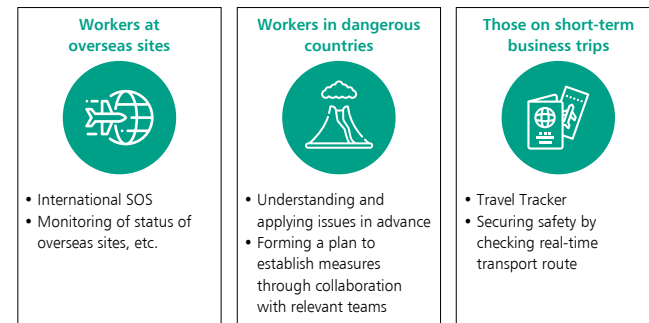 Workers at
overseas sites
• International SOS
• Monitoring of status of
overseas sites, etc.
Workers in dangerous
countries
• Understanding and
applying issues in advance
• Forming a plan to
establish measures
through collaboration
with relevant teams
Those on short-term
business trips
• Travel Tracker
• Securing safety by
checking real-time
transport route